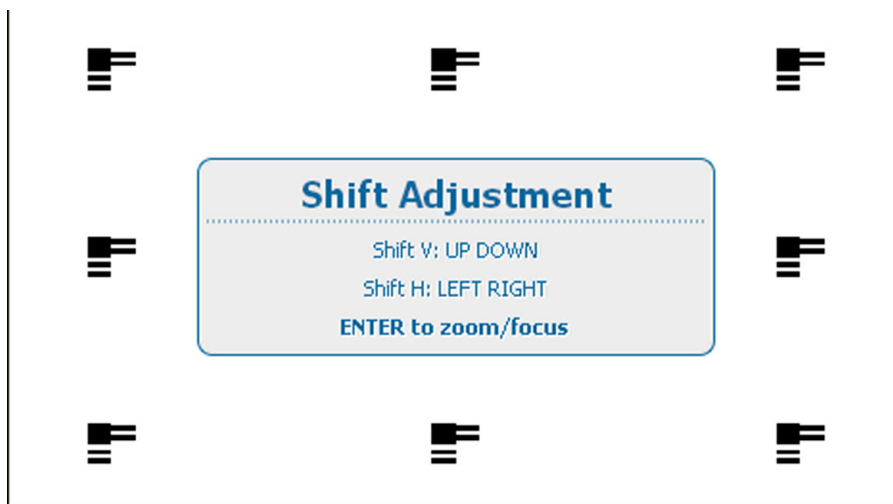 Shift Adjustment
Shift V: UP DOWN
Shift H: LEFT RIGHT
ENTER to zoom/focus